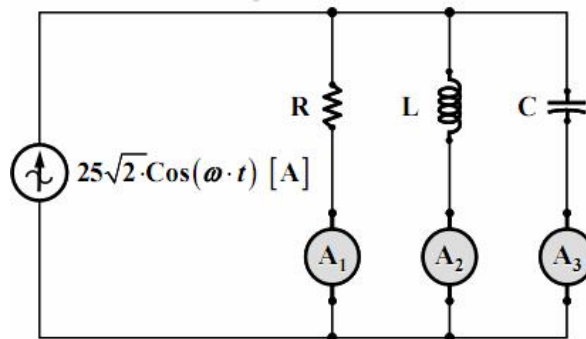 R
L
C
25√2·Cos(ω·t) [A]
A₁
A₂
A₃